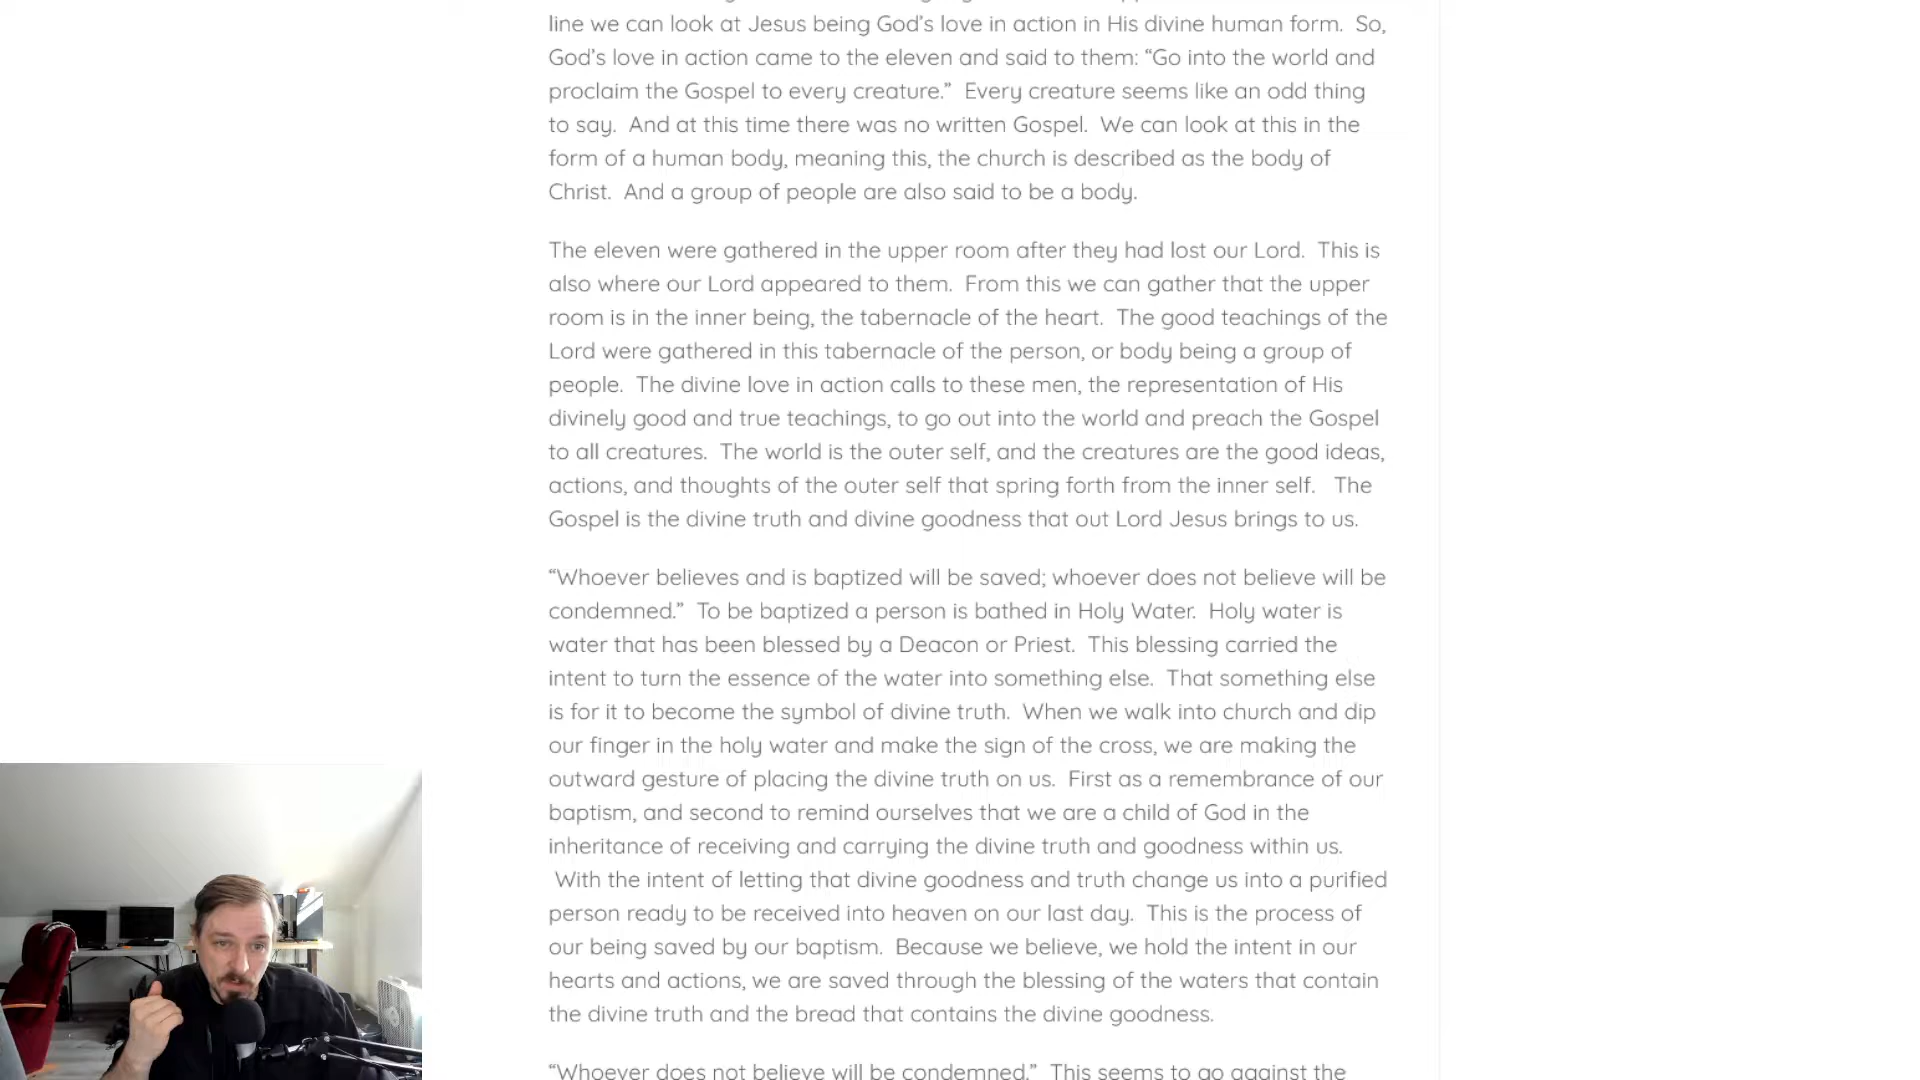 line we can look at Jesus being God’s love in action in His divine human form.  So,
God’s love in action came to the eleven and said to them: “Go into the world and
proclaim the Gospel to every creature.”  Every creature seems like an odd thing
to say.  And at this time there was no written Gospel.  We can look at this in the
form of a human body, meaning this, the church is described as the body of
Christ.  And a group of people are also said to be a body.
The eleven were gathered in the upper room after they had lost our Lord.  This is
also where our Lord appeared to them.  From this we can gather that the upper
room is in the inner being, the tabernacle of the heart.  The good teachings of the
Lord were gathered in this tabernacle of the person, or body being a group of
people.  The divine love in action calls to these men, the representation of His
divinely good and true teachings, to go out into the world and preach the Gospel
to all creatures.  The world is the outer self, and the creatures are the good ideas,
actions, and thoughts of the outer self that spring forth from the inner self.   The
Gospel is the divine truth and divine goodness that out Lord Jesus brings to us.
“Whoever believes and is baptized will be saved; whoever does not believe will be
condemned.”  To be baptized a person is bathed in Holy Water.  Holy water is
water that has been blessed by a Deacon or Priest.  This blessing carried the
intent to turn the essence of the water into something else.  That something else
is for it to become the symbol of divine truth.  When we walk into church and dip
our finger in the holy water and make the sign of the cross, we are making the
outward gesture of placing the divine truth on us.  First as a remembrance of our
baptism, and second to remind ourselves that we are a child of God in the
inheritance of receiving and carrying the divine truth and goodness within us.
With the intent of letting that divine goodness and truth change us into a purified
person ready to be received into heaven on our last day.  This is the process of
our being saved by our baptism.  Because we believe, we hold the intent in our
hearts and actions, we are saved through the blessing of the waters that contain
the divine truth and the bread that contains the divine goodness.
“Whoever does not believe will be condemned.”  This seems to go against the